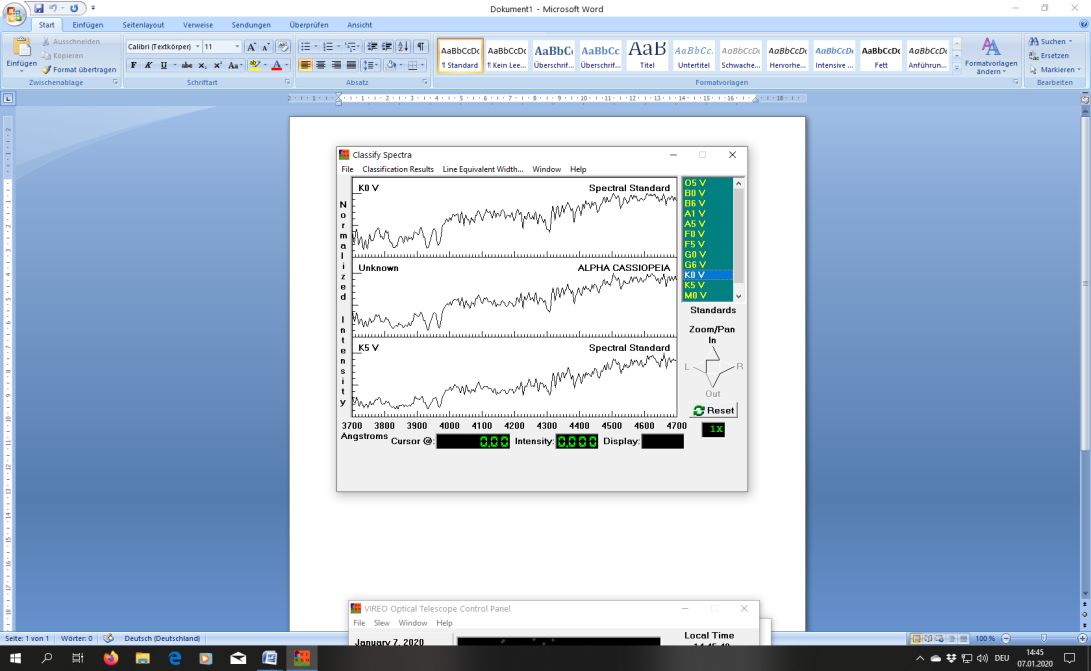 Dokument1 - Microsoft Word
Start Einfügen Seitenlayout Verweise Sendungen Überprüfen Ansicht
Einfügen
Ausschneiden
Kopieren
Format übertragen
Zwischenablage
Calibri (Textkörper) 11
F K U abc x₂ x² Aa
Schriftart
Absatz
AaBbCcDc AaBbCcDc AaBbCc AaBbCc AaB AaBbCc. AaBbCcDc AaBbCcDc AaBbCcDc AaBbCcDc AaBbCcDc
¶ Standard ¶ Kein Lee... Überschrif... Überschrif... Titel Untertitel Schwache... Hervorhe... Intensive ... Fett Anführun...
Formatvorlagen
Formatvorlagen ändern
Suchen
Ersetzen
Markieren
Bearbeiten
Classify Spectra
File Classification Results Line Equivalent Width... Window Help
Normalized Intensity
K0 V Spectral Standard
Unknown ALPHA CASSIOPEIA
K5 V Spectral Standard
3700 3800 3900 4000 4100 4200 4300 4400 4500 4600 4700
Angstroms
Cursor @: 0.00 Intensity: 0.000 Display:
O5 V
B0 V
B6 V
A1 V
A5 V
F0 V
F5 V
G0 V
G6 V
K0 V
K5 V
M0 V
Standards
Zoom/Pan
In
L R
Out
Reset
1X
VIREO Optical Telescope Control Panel
File Slew Window Help
January 7, 2020
Local Time
Seite: 1 von 1 Wörter: 0 Deutsch (Deutschland)
100 %
DEU
14:45
07.01.2020